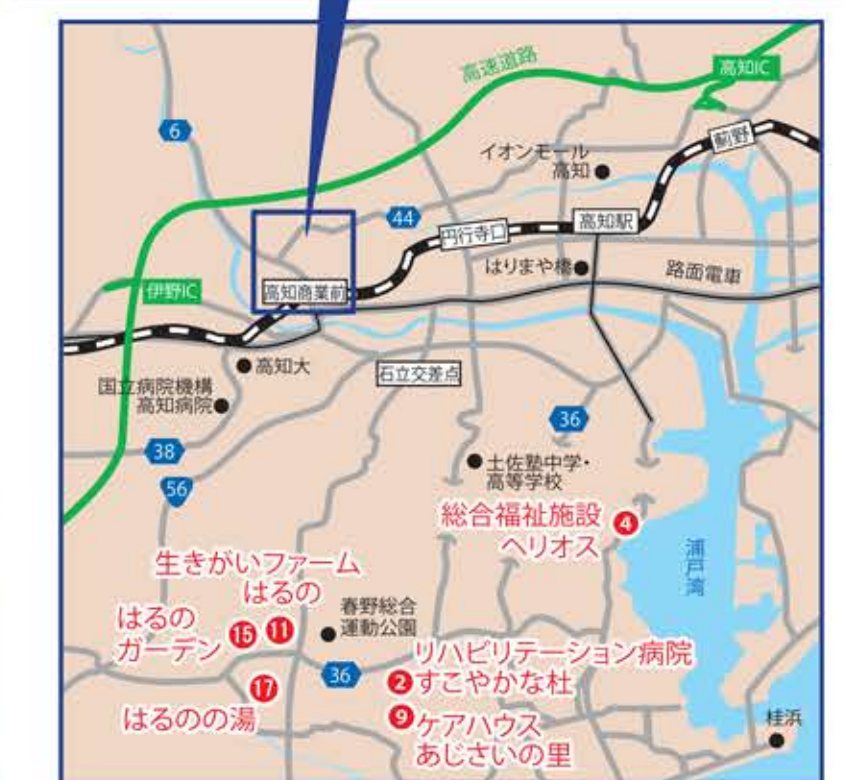 高速道路
高知IC
6
薊野
イオンモール
高知
44
円行寺口
高知駅
はりまや橋
路面電車
伊野IC
高知商業前
高知大
石立交差点
国立病院機構
高知病院
36
38
土佐塾中学・
高等学校
56
総合福祉施設
ヘリオス
4
浦戸湾
生きがいファーム
はるの
はるの
ガーデン
15
11
春野総合
運動公園
36
リハビリテーション病院
2 すこやかな杜
17
はるのの湯
9 ケアハウス
あじさいの里
桂浜